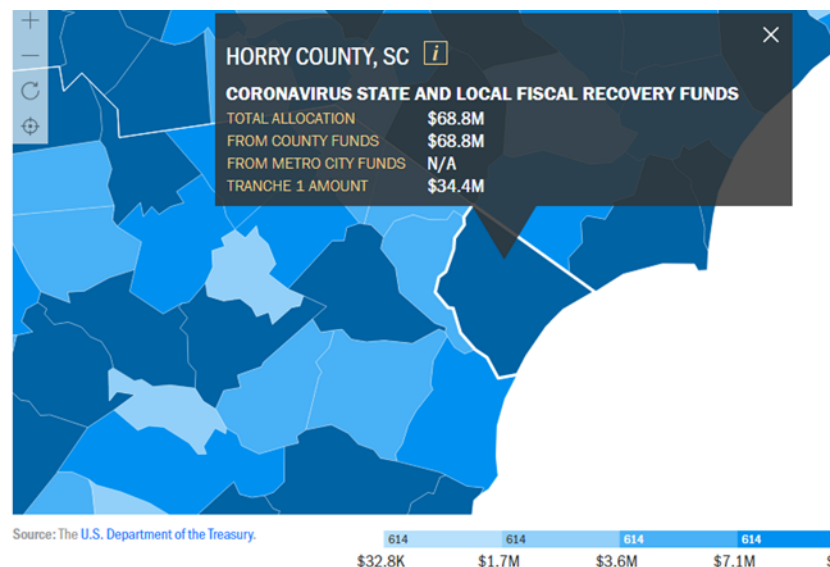 HORRY COUNTY, SC i
CORONAVIRUS STATE AND LOCAL FISCAL RECOVERY FUNDS
TOTAL ALLOCATION $68.8M
FROM COUNTY FUNDS $68.8M
FROM METRO CITY FUNDS N/A
TRANCHE 1 AMOUNT $34.4M
Source: The U.S. Department of the Treasury.
614 614 614 614
$32.8K $1.7M $3.6M $7.1M